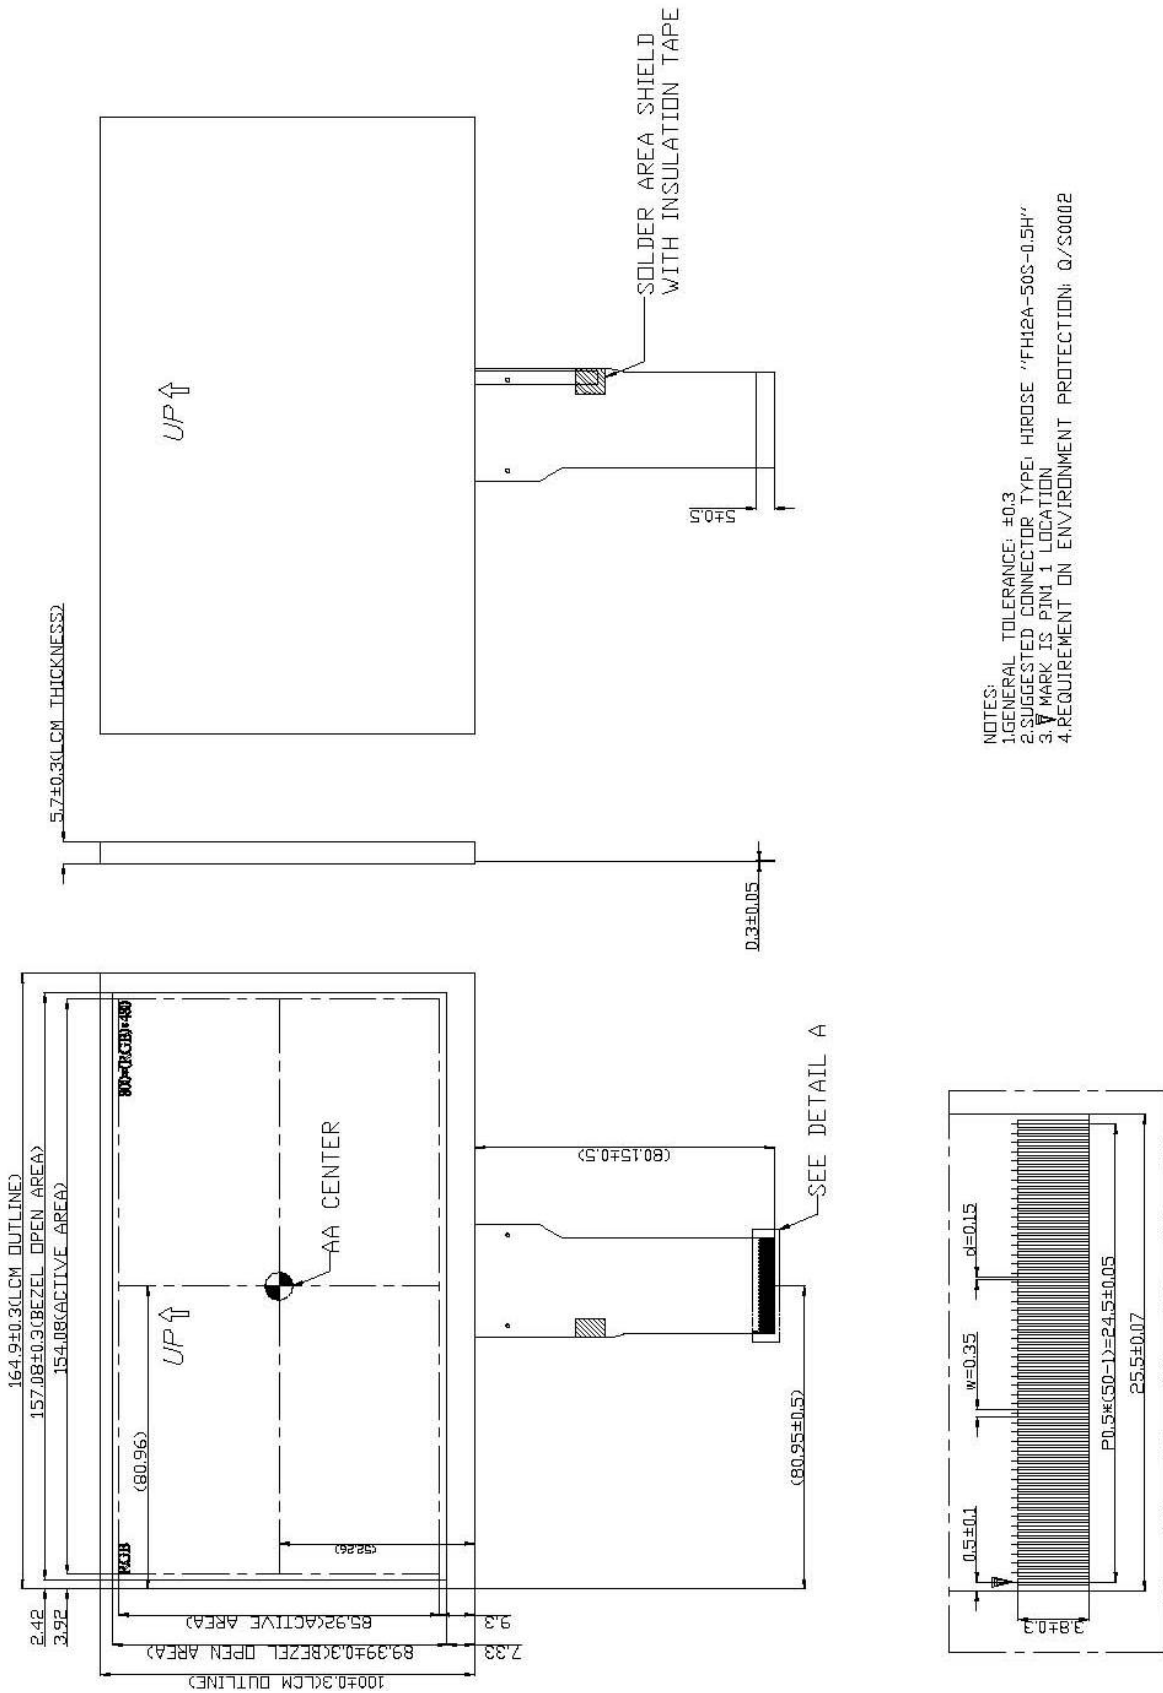 164.9±0.3(LCM OUTLINE)
157.08±0.3(BEZEL OPEN AREA)
154.08(ACTIVE AREA)
2.42
3.92
100±0.3(LCM OUTLINE)
89.39±0.3(BEZEL OPEN AREA)
85.92(ACTIVE AREA)
7.33
9.3
RGB
800*(RGB)*480
UP
(80.96)
(52.26)
AA CENTER
(80.15±0.5)
(80.95±0.5)
SEE DETAIL A
5.7±0.3(LCM THICKNESS)
0.3±0.05
UP
5±0.5
SOLDER AREA SHIELD
WITH INSULATION TAPE
0.5±0.1
w=0.35
d=0.15
P0.5*(50-1)=24.5±0.05
25.5±0.07
3.8±0.3
NOTES:
1.GENERAL TOLERANCE: ±0.3
2.SUGGESTED CONNECTOR TYPE: HIROSE "FH12A-50S-0.5H"
3. MARK IS PIN1 1 LOCATION
4.REQUIREMENT ON ENVIRONMENT PROTECTION: Q/S0002